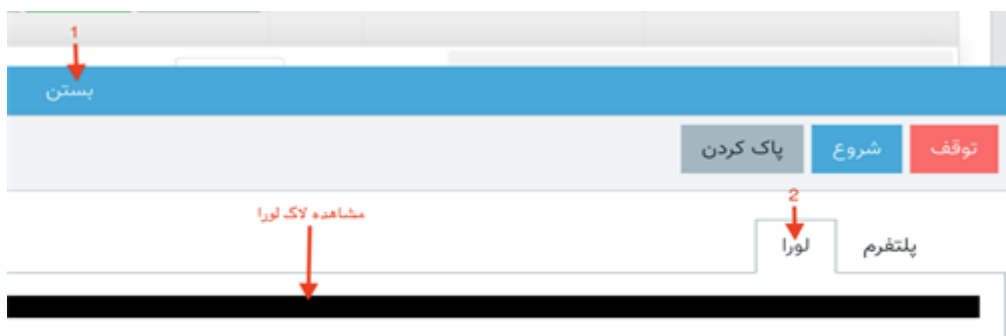 1
بستن
توقف شروع پاک کردن
2
مشاهده لاگ لورا
پلتفرم لورا